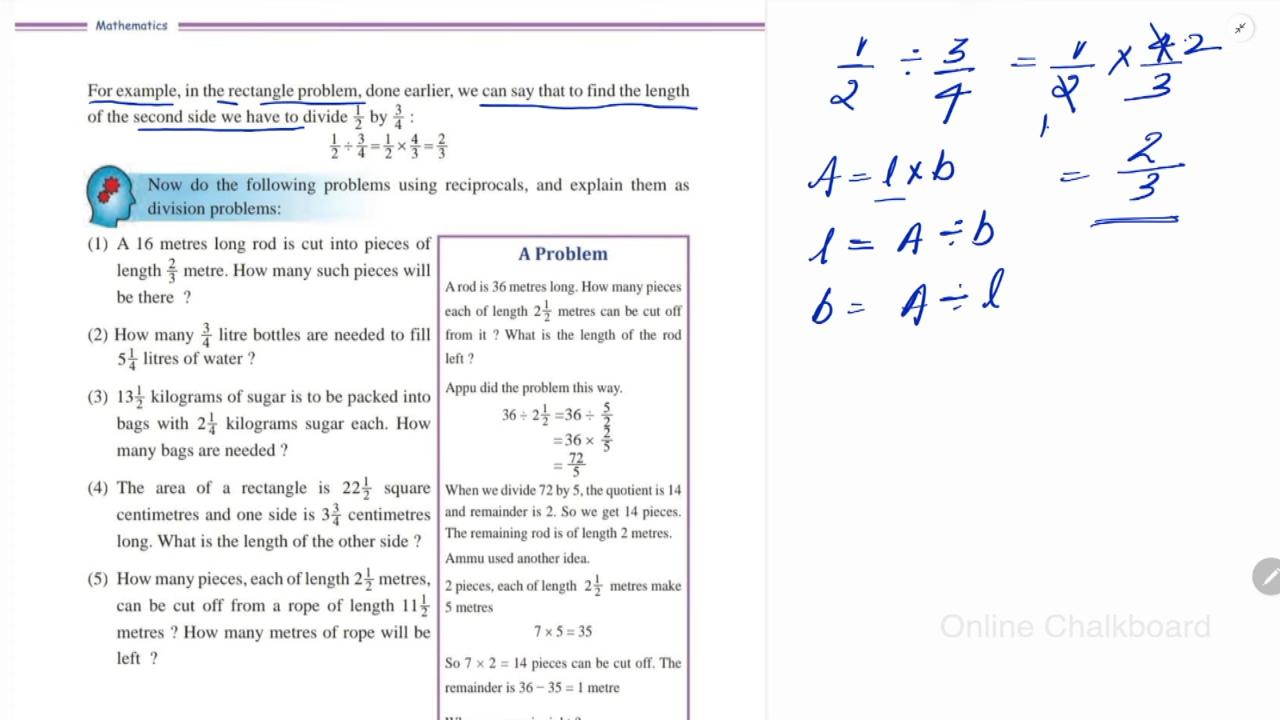 Mathematics
For example, in the rectangle problem, done earlier, we can say that to find the length
of the second side we have to divide 1/2 by 3/4 :
1/2 ÷ 3/4 = 1/2 × 4/3 = 2/3
Now do the following problems using reciprocals, and explain them as
division problems:
(1) A 16 metres long rod is cut into pieces of
length 2/3 metre. How many such pieces will
be there ?
(2) How many 3/4 litre bottles are needed to fill
5 1/4 litres of water ?
(3) 13 1/2 kilograms of sugar is to be packed into
bags with 2 1/4 kilograms sugar each. How
many bags are needed ?
(4) The area of a rectangle is 22 1/2 square
centimetres and one side is 3 3/4 centimetres
long. What is the length of the other side ?
(5) How many pieces, each of length 2 1/2 metres,
can be cut off from a rope of length 11 1/2
metres ? How many metres of rope will be
left ?
A Problem
A rod is 36 metres long. How many pieces
each of length 2 1/2 metres can be cut off
from it ? What is the length of the rod
left ?
Appu did the problem this way.
36 ÷ 2 1/2 =36 ÷ 5/2
=36 × 2/5
= 72/5
When we divide 72 by 5, the quotient is 14
and remainder is 2. So we get 14 pieces.
The remaining rod is of length 2 metres.
Ammu used another idea.
2 pieces, each of length 2 1/2 metres make
5 metres
7 × 5 = 35
So 7 × 2 = 14 pieces can be cut off. The
remainder is 36 − 35 = 1 metre
1/2 ÷ 3/4 = 1/2 × 4/3 2
1
= 2/3
A = l × b
l = A ÷ b
b = A ÷ l
Online Chalkboard